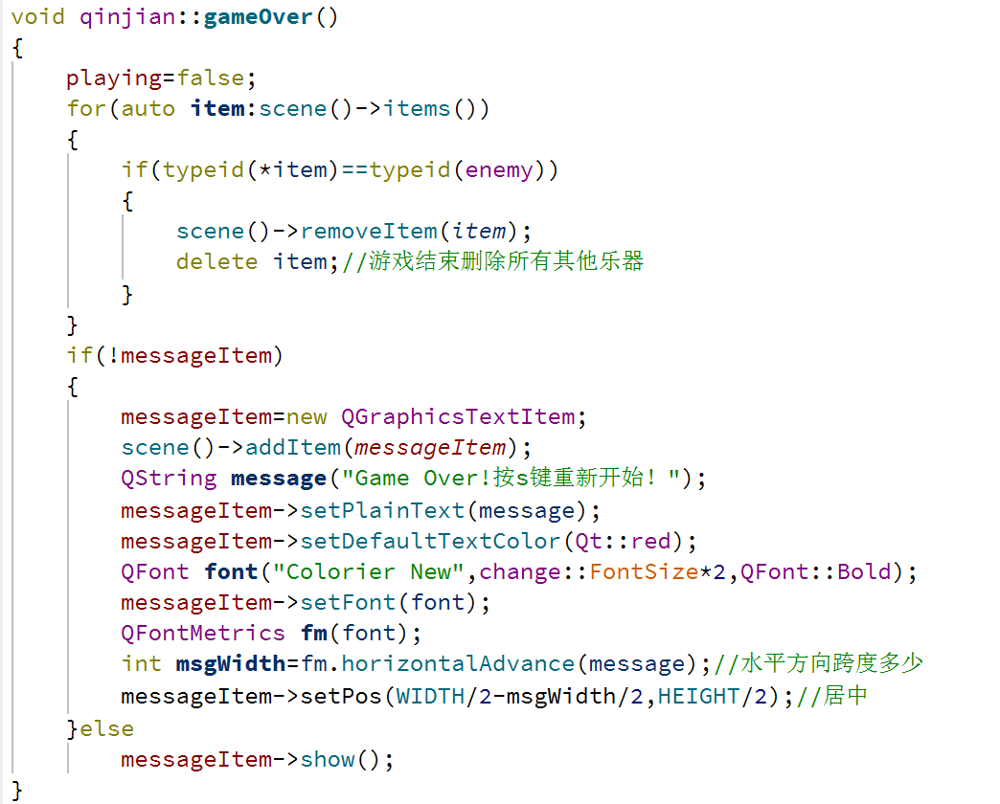 void qinjian::gameOver()
{
    playing=false;
    for(auto item:scene()->items())
    {
        if(typeid(*item)==typeid(enemy))
        {
            scene()->removeItem(item);
            delete item;//游戏结束删除所有其他乐器
        }
    }
    if(!messageItem)
    {
        messageItem=new QGraphicsTextItem;
        scene()->addItem(messageItem);
        QString message("Game Over!按s键重新开始！");
        messageItem->setPlainText(message);
        messageItem->setDefaultTextColor(Qt::red);
        QFont font("Colorier New",change::FontSize*2,QFont::Bold);
        messageItem->setFont(font);
        QFontMetrics fm(font);
        int msgWidth=fm.horizontalAdvance(message);//水平方向跨度多少
        messageItem->setPos(WIDTH/2-msgWidth/2,HEIGHT/2);//居中
    }else
        messageItem->show();
}